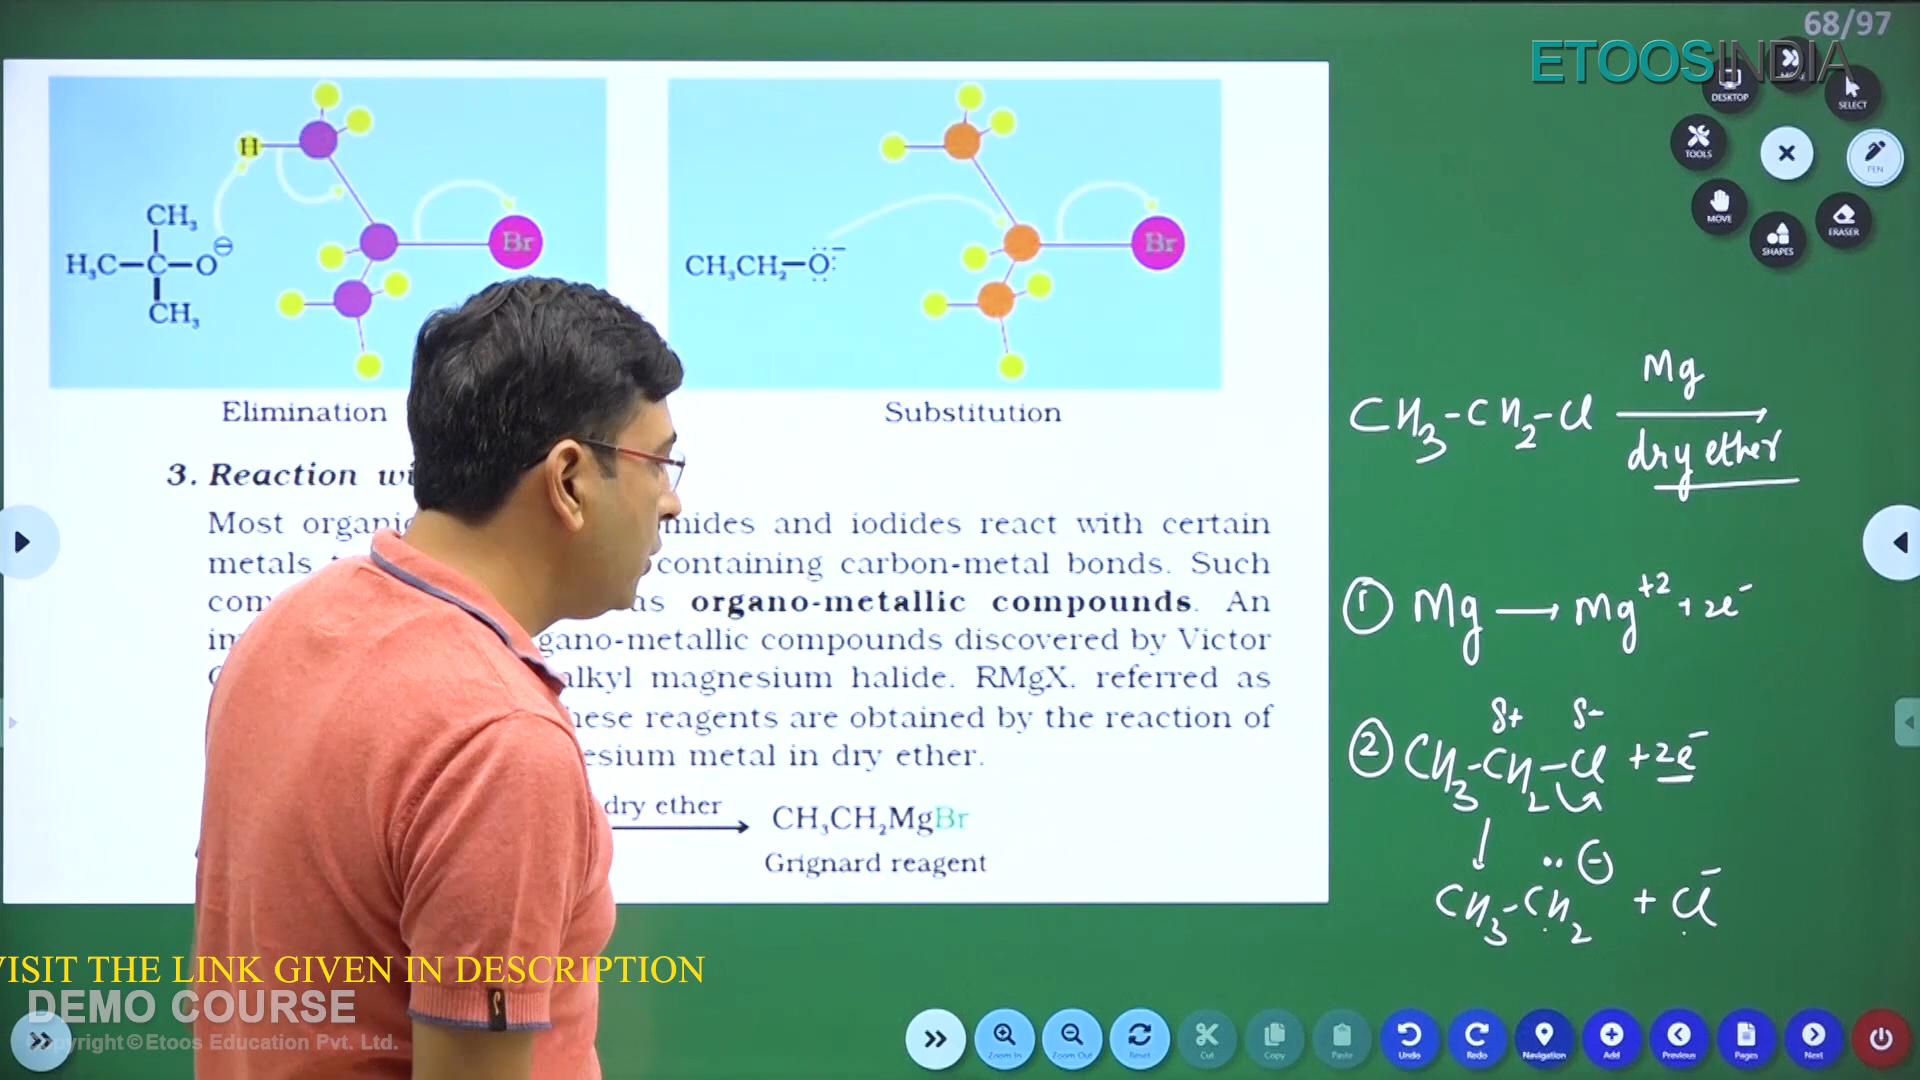 68/97
ETOOSINDIA
DESKTOP
SELECT
TOOLS
PEN
MOVE
ERASER
SHAPES
H
CH₃
H₃C—C—O⊖
CH₃
Br
CH₃CH₂—O:⁻
Br
Elimination
Substitution
3. Reaction wi
Most organic omides and iodides react with certain
metals containing carbon-metal bonds. Such
com as organo-metallic compounds. An
gano-metallic compounds discovered by Victor
alkyl magnesium halide, RMgX, referred as
hese reagents are obtained by the reaction of
esium metal in dry ether.
dry ether
CH₃CH₂MgBr
Grignard reagent
Mg
CH₃-CH₂-Cl ⟶
dry ether
① Mg ⟶ Mg⁺² + 2e⁻
δ+ δ-
② CH₃-CH₂-Cl + 2e⁻
↓
CH₃-C̈H₂ ⊖ + Cl⁻
VISIT THE LINK GIVEN IN DESCRIPTION
DEMO COURSE
opyright © Etoos Education Pvt. Ltd.
Zoom In
Zoom Out
Reset
Cut
Copy
Paste
Undo
Redo
Navigation
Add
Previous
Pages
Next